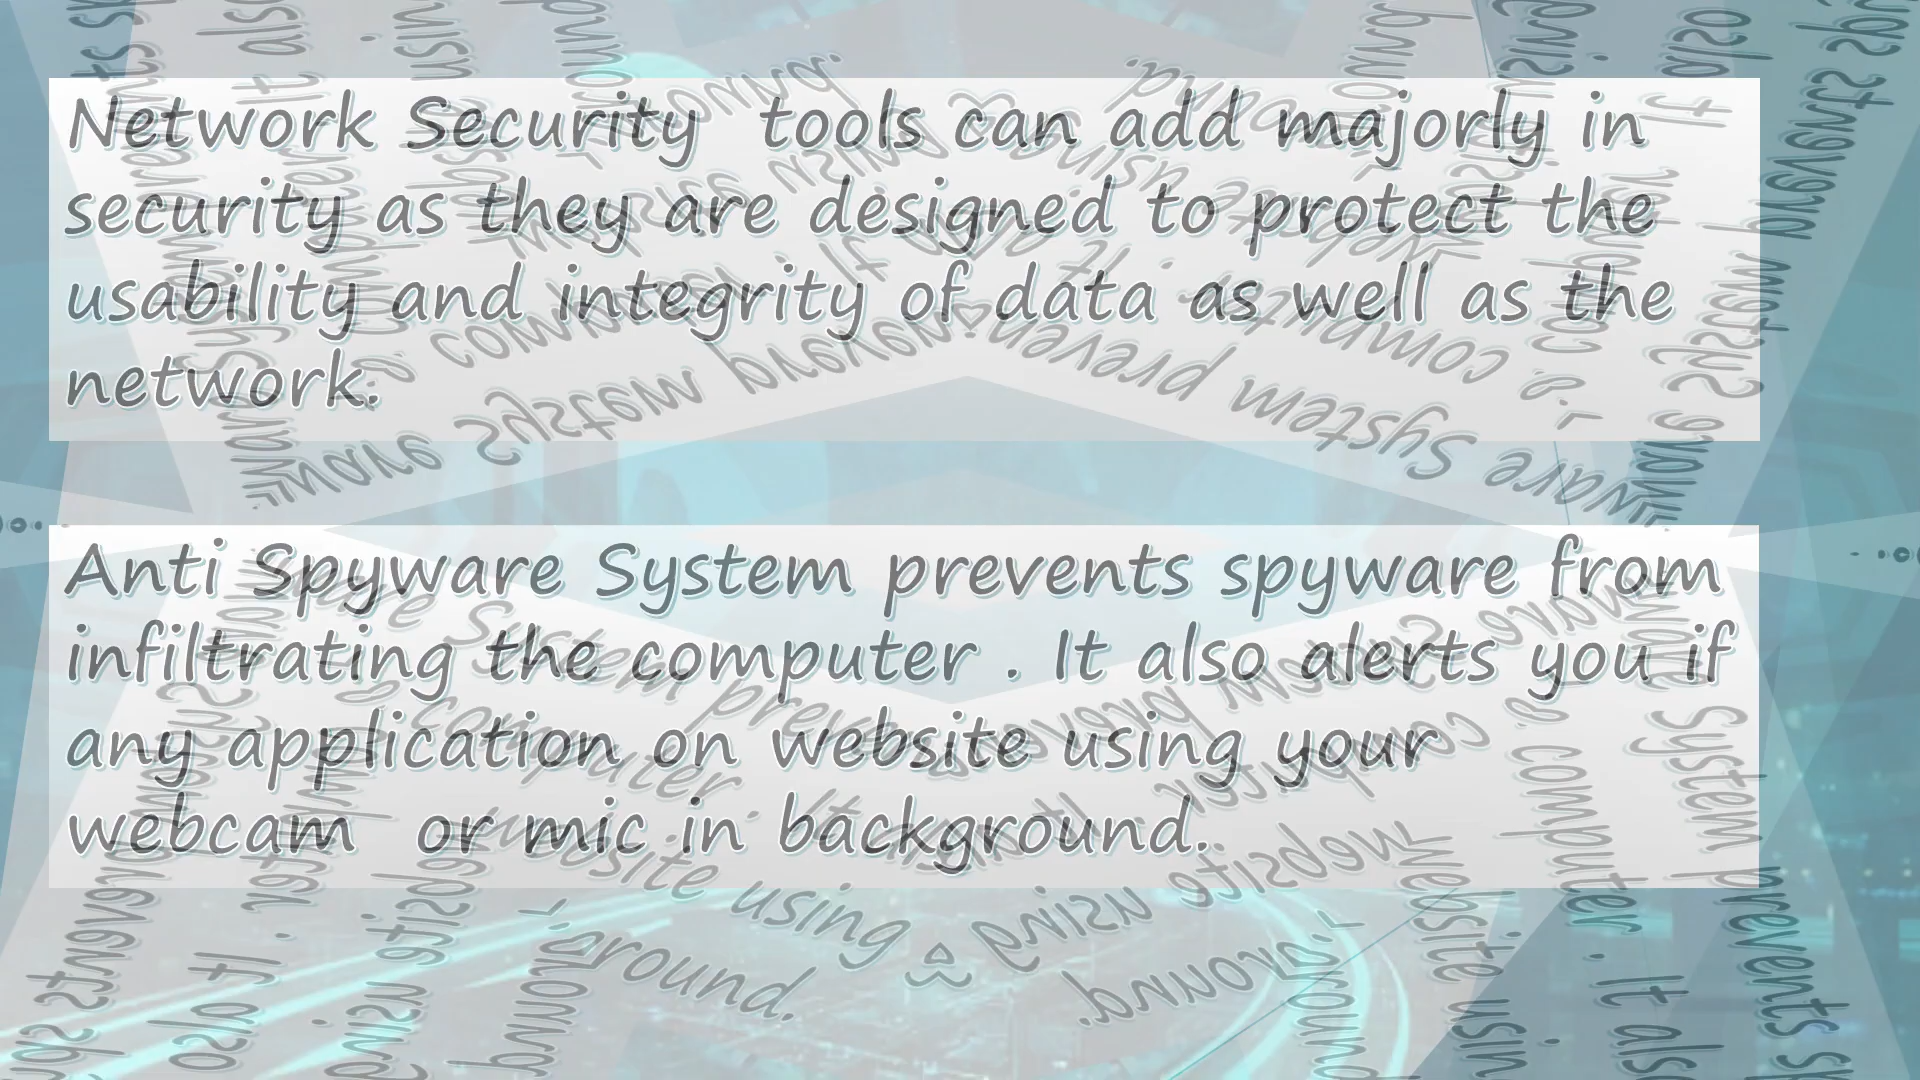 Network Security tools can add majorly in
security as they are designed to protect the
usability and integrity of data as well as the
network.
Anti Spyware System prevents spyware from
infiltrating the computer . It also alerts you if
any application on website using your
webcam or mic in background.